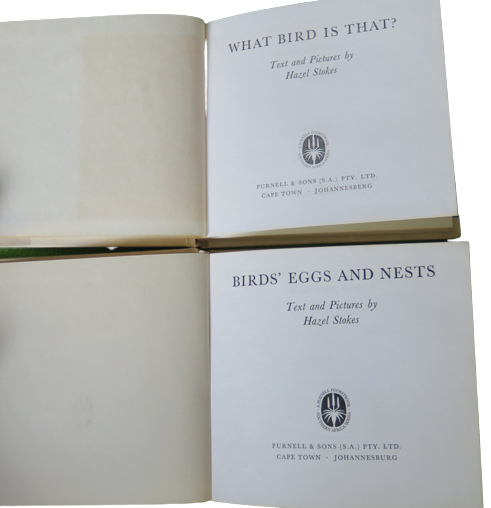 WHAT BIRD IS THAT?
Text and Pictures by
Hazel Stokes
PURNELL & SONS (S.A.) PTY. LTD.
CAPE TOWN · JOHANNESBERG
BIRDS' EGGS AND NESTS
Text and Pictures by
Hazel Stokes
PURNELL & SONS (S.A.) PTY. LTD.
CAPE TOWN · JOHANNESBURG